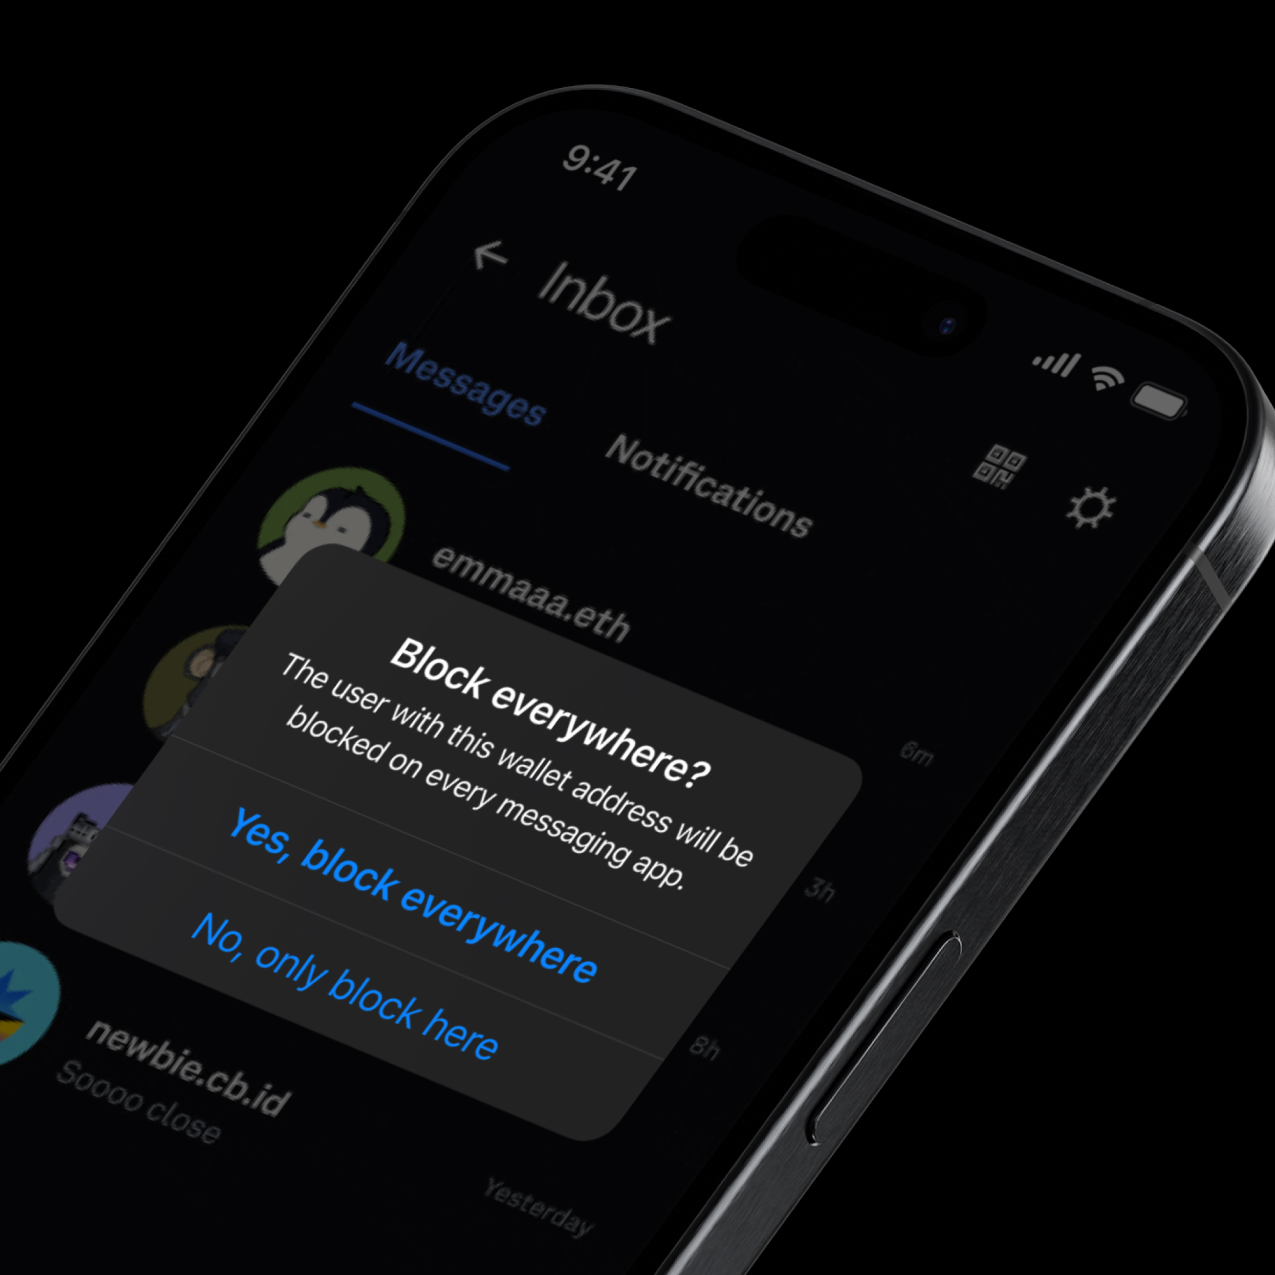 9:41
Inbox
Messages
Notifications
emmaaa.eth
6m
Block everywhere?
The user with this wallet address will be
blocked on every messaging app.
Yes, block everywhere
No, only block here
3h
8h
newbie.cb.id
Soooo close
Yesterday